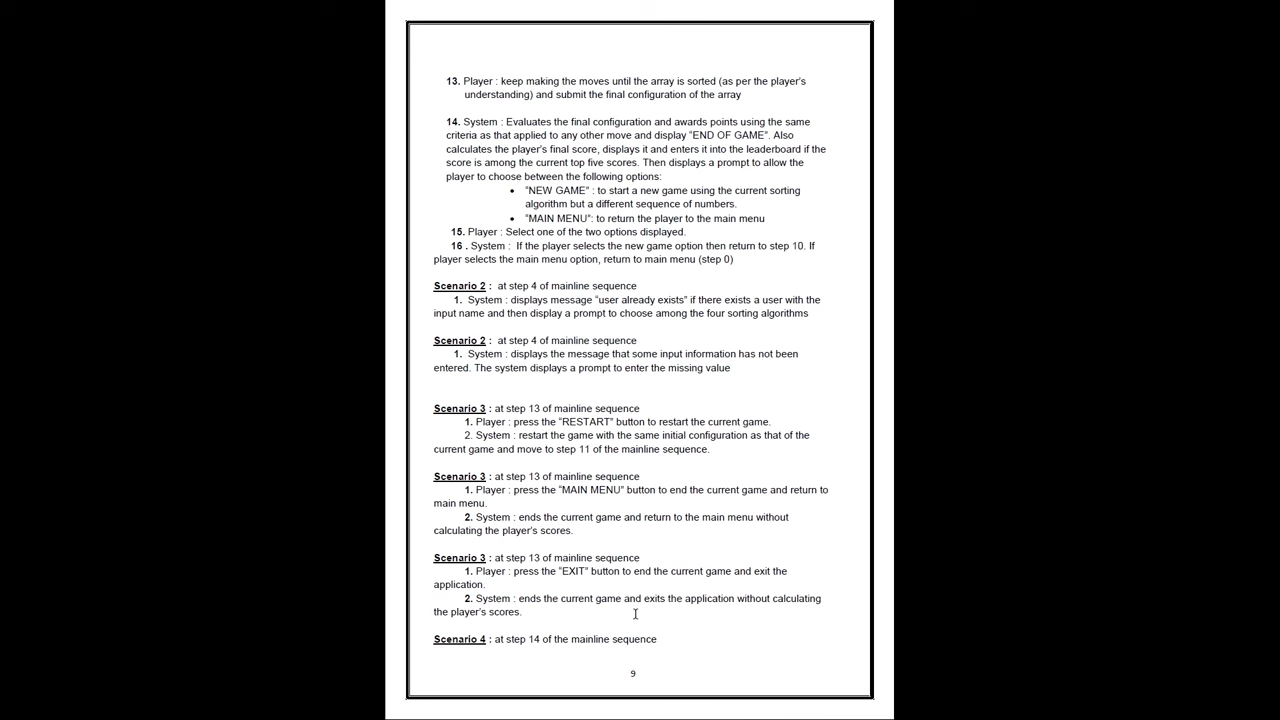 13. Player : keep making the moves until the array is sorted (as per the player's
understanding) and submit the final configuration of the array
14. System : Evaluates the final configuration and awards points using the same
criteria as that applied to any other move and display “END OF GAME”. Also
calculates the player's final score, displays it and enters it into the leaderboard if the
score is among the current top five scores. Then displays a prompt to allow the
player to choose between the following options:
• “NEW GAME” : to start a new game using the current sorting
algorithm but a different sequence of numbers.
• “MAIN MENU”: to return the player to the main menu
15. Player : Select one of the two options displayed.
16 . System : If the player selects the new game option then return to step 10. If
player selects the main menu option, return to main menu (step 0)
Scenario 2 : at step 4 of mainline sequence
1. System : displays message “user already exists” if there exists a user with the
input name and then display a prompt to choose among the four sorting algorithms
Scenario 2 : at step 4 of mainline sequence
1. System : displays the message that some input information has not been
entered. The system displays a prompt to enter the missing value
Scenario 3 : at step 13 of mainline sequence
1. Player : press the “RESTART” button to restart the current game.
2. System : restart the game with the same initial configuration as that of the
current game and move to step 11 of the mainline sequence.
Scenario 3 : at step 13 of mainline sequence
1. Player : press the “MAIN MENU” button to end the current game and return to
main menu.
2. System : ends the current game and return to the main menu without
calculating the player's scores.
Scenario 3 : at step 13 of mainline sequence
1. Player : press the “EXIT” button to end the current game and exit the
application.
2. System : ends the current game and exits the application without calculating
the player's scores.
Scenario 4 : at step 14 of the mainline sequence
9